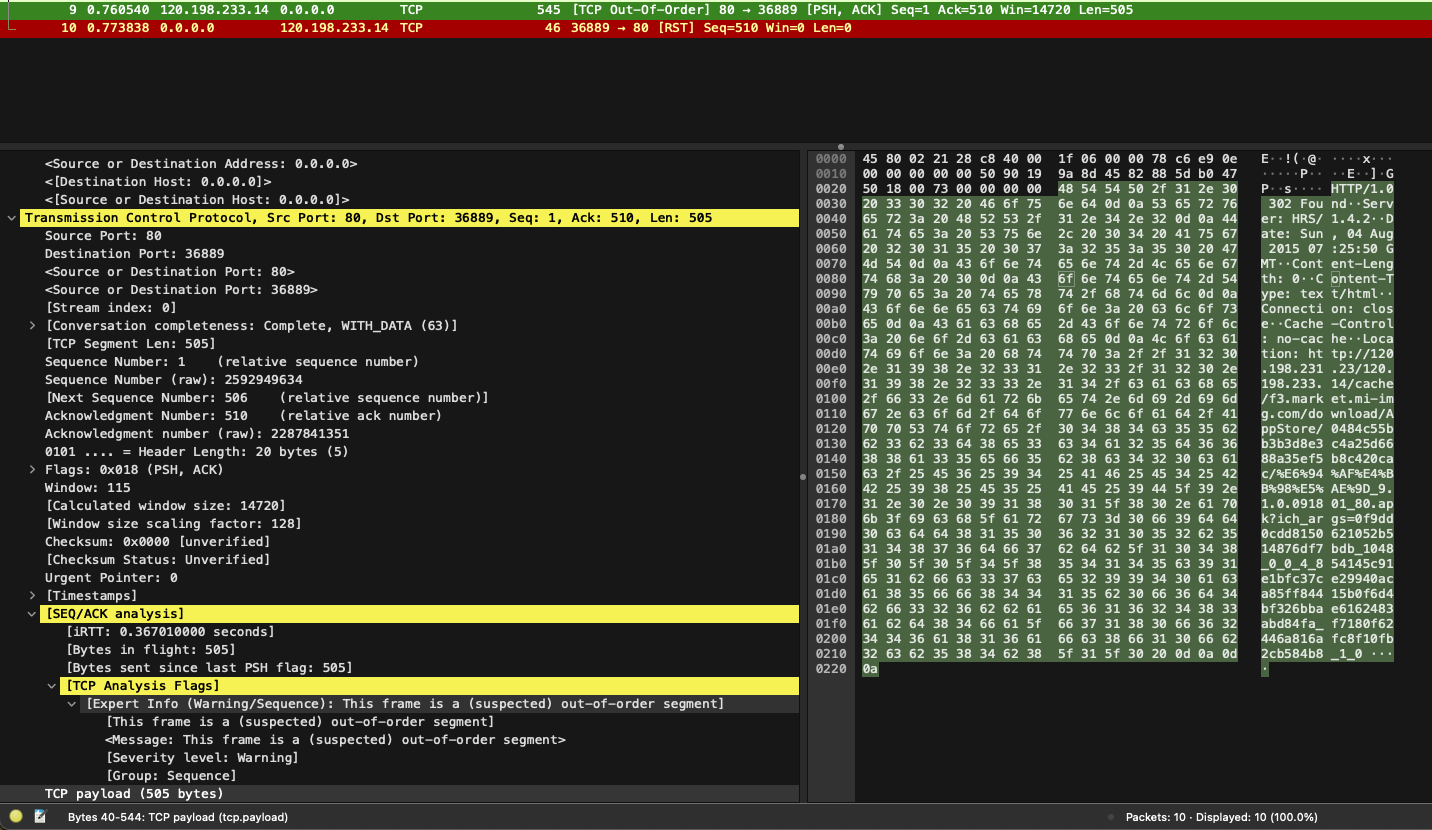 9 0.760540 120.198.233.14 0.0.0.0 TCP 545 [TCP Out-Of-Order] 80 → 36889 [PSH, ACK] Seq=1 Ack=510 Win=14720 Len=505
10 0.773838 0.0.0.0 120.198.233.14 TCP 46 36889 → 80 [RST] Seq=510 Win=0 Len=0
<Source or Destination Address: 0.0.0.0>
<[Destination Host: 0.0.0.0]>
<[Source or Destination Host: 0.0.0.0]>
Transmission Control Protocol, Src Port: 80, Dst Port: 36889, Seq: 1, Ack: 510, Len: 505
Source Port: 80
Destination Port: 36889
<Source or Destination Port: 80>
<Source or Destination Port: 36889>
[Stream index: 0]
[Conversation completeness: Complete, WITH_DATA (63)]
[TCP Segment Len: 505]
Sequence Number: 1    (relative sequence number)
Sequence Number (raw): 2592949634
[Next Sequence Number: 506    (relative sequence number)]
Acknowledgment Number: 510    (relative ack number)
Acknowledgment number (raw): 2287841351
0101 .... = Header Length: 20 bytes (5)
Flags: 0x018 (PSH, ACK)
Window: 115
[Calculated window size: 14720]
[Window size scaling factor: 128]
Checksum: 0x0000 [unverified]
[Checksum Status: Unverified]
Urgent Pointer: 0
[Timestamps]
[SEQ/ACK analysis]
[iRTT: 0.367010000 seconds]
[Bytes in flight: 505]
[Bytes sent since last PSH flag: 505]
[TCP Analysis Flags]
[Expert Info (Warning/Sequence): This frame is a (suspected) out-of-order segment]
[This frame is a (suspected) out-of-order segment]
<Message: This frame is a (suspected) out-of-order segment>
[Severity level: Warning]
[Group: Sequence]
TCP payload (505 bytes)
0000 45 80 02 21 28 c8 40 00 1f 06 00 00 78 c6 e9 0e E··!(·@· ····x···
0010 00 00 00 00 00 50 90 19 9a 8d 45 82 88 5d b0 47 ·····P·· ··E··]·G
0020 50 18 00 73 00 00 00 00 48 54 54 50 2f 31 2e 30 P··s···· HTTP/1.0
0030 20 33 30 32 20 46 6f 75 6e 64 0d 0a 53 65 72 76 302 Fou nd··Serv
0040 65 72 3a 20 48 52 53 2f 31 2e 34 2e 32 0d 0a 44 er: HRS/ 1.4.2··D
0050 61 74 65 3a 20 53 75 6e 2c 20 30 34 20 41 75 67 ate: Sun , 04 Aug
0060 20 32 30 31 35 20 30 37 3a 32 35 3a 35 30 20 47 2015 07 :25:50 G
0070 4d 54 0d 0a 43 6f 6e 74 65 6e 74 2d 4c 65 6e 67 MT··Cont ent-Leng
0080 74 68 3a 20 30 0d 0a 43 6f 6e 74 65 6e 74 2d 54 th: 0··C ontent-T
0090 79 70 65 3a 20 74 65 78 74 2f 68 74 6d 6c 0d 0a ype: tex t/html··
00a0 43 6f 6e 6e 65 63 74 69 6f 6e 3a 20 63 6c 6f 73 Connecti on: clos
00b0 65 0d 0a 43 61 63 68 65 2d 43 6f 6e 74 72 6f 6c e··Cache -Control
00c0 3a 20 6e 6f 2d 63 61 63 68 65 0d 0a 4c 6f 63 61 : no-cac he··Loca
00d0 74 69 6f 6e 3a 20 68 74 74 70 3a 2f 2f 31 32 30 tion: ht tp://120
00e0 2e 31 39 38 2e 32 33 31 2e 32 33 2f 31 32 30 2e .198.231 .23/120.
00f0 31 39 38 2e 32 33 33 2e 31 34 2f 63 61 63 68 65 198.233. 14/cache
0100 2f 66 33 2e 6d 61 72 6b 65 74 2e 6d 69 2d 69 6d /f3.mark et.mi-im
0110 67 2e 63 6f 6d 2f 64 6f 77 6e 6c 6f 61 64 2f 41 g.com/do wnload/A
0120 70 70 53 74 6f 72 65 2f 30 34 38 34 63 35 35 62 ppStore/ 0484c55b
0130 62 33 62 33 64 38 65 33 63 34 61 32 35 64 36 36 b3b3d8e3 c4a25d66
0140 38 38 61 33 35 65 66 35 62 38 63 34 32 30 63 61 88a35ef5 b8c420ca
0150 63 2f 25 45 36 25 39 34 25 41 46 25 45 34 25 42 c/%E6%94 %AF%E4%B
0160 42 25 39 38 25 45 35 25 41 45 25 39 44 5f 39 2e B%98%E5% AE%9D_9.
0170 31 2e 30 2e 30 39 31 38 30 31 5f 38 30 2e 61 70 1.0.0918 01_80.ap
0180 6b 3f 69 63 68 5f 61 72 67 73 3d 30 66 39 64 64 k?ich_ar gs=0f9dd
0190 30 63 64 64 38 31 35 30 36 32 31 30 35 32 62 35 0cdd8150 621052b5
01a0 31 34 38 37 36 64 66 37 62 64 62 5f 31 30 34 38 14876df7 bdb_1048
01b0 5f 30 5f 30 5f 34 5f 38 35 34 31 34 35 63 39 31 _0_0_4_8 54145c91
01c0 65 31 62 66 63 33 37 63 65 32 39 39 34 30 61 63 e1bfc37c e29940ac
01d0 61 38 35 66 66 38 34 34 31 35 62 30 66 36 64 34 a85ff844 15b0f6d4
01e0 62 66 33 32 36 62 62 61 65 36 31 36 32 34 38 33 bf326bba e6162483
01f0 61 62 64 38 34 66 61 5f 66 37 31 38 30 66 36 32 abd84fa_ f7180f62
0200 34 34 36 61 38 31 36 61 66 63 38 66 31 30 66 62 446a816a fc8f10fb
0210 32 63 62 35 38 34 62 38 5f 31 5f 30 20 0d 0a 0d 2cb584b8 _1_0 ···
0220 0a ·
Bytes 40-544: TCP payload (tcp.payload) Packets: 10 · Displayed: 10 (100.0%)